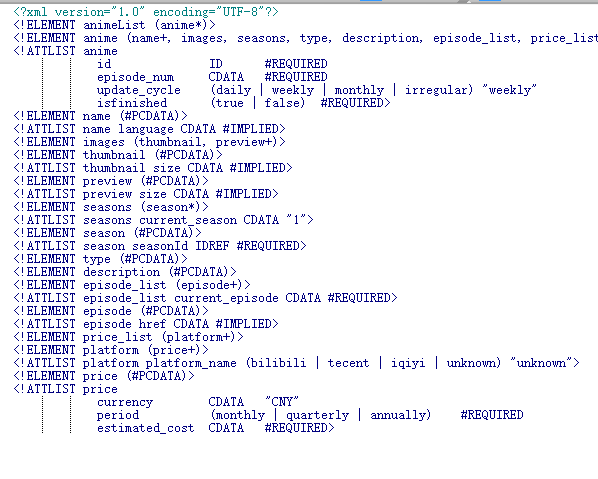 <?xml version="1.0" encoding="UTF-8"?>
<!ELEMENT animeList (anime*)>
<!ELEMENT anime (name+, images, seasons, type, description, episode_list, price_list
<!ATTLIST anime
id ID #REQUIRED
episode_num CDATA #REQUIRED
update_cycle (daily | weekly | monthly | irregular) "weekly"
isfinished (true | false) #REQUIRED>
<!ELEMENT name (#PCDATA)>
<!ATTLIST name language CDATA #IMPLIED>
<!ELEMENT images (thumbnail, preview+)>
<!ELEMENT thumbnail (#PCDATA)>
<!ATTLIST thumbnail size CDATA #IMPLIED>
<!ELEMENT preview (#PCDATA)>
<!ATTLIST preview size CDATA #IMPLIED>
<!ELEMENT seasons (season*)>
<!ATTLIST seasons current_season CDATA "1">
<!ELEMENT season (#PCDATA)>
<!ATTLIST season seasonId IDREF #REQUIRED>
<!ELEMENT type (#PCDATA)>
<!ELEMENT description (#PCDATA)>
<!ELEMENT episode_list (episode+)>
<!ATTLIST episode_list current_episode CDATA #REQUIRED>
<!ELEMENT episode (#PCDATA)>
<!ATTLIST episode href CDATA #IMPLIED>
<!ELEMENT price_list (platform+)>
<!ELEMENT platform (price+)>
<!ATTLIST platform platform_name (bilibili | tecent | iqiyi | unknown) "unknown">
<!ELEMENT price (#PCDATA)>
<!ATTLIST price
currency CDATA "CNY"
period (monthly | quarterly | annually) #REQUIRED
estimated_cost CDATA #REQUIRED>